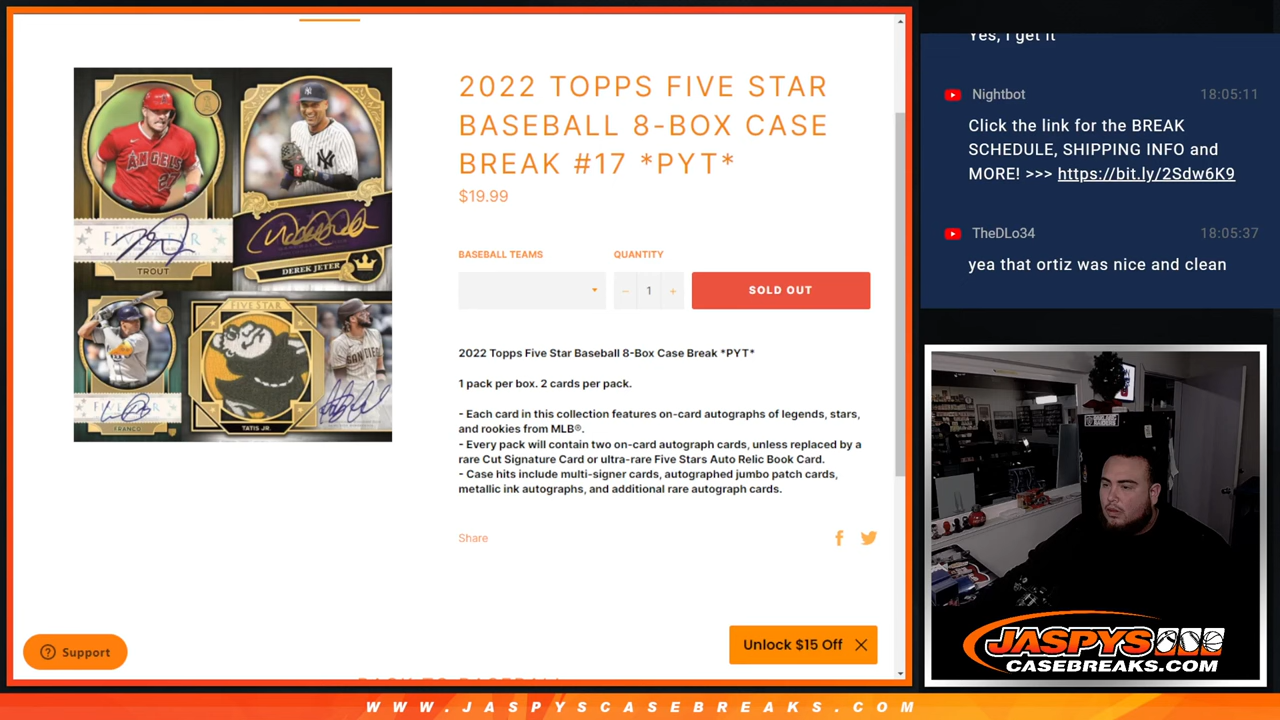 2022 TOPPS FIVE STAR
BASEBALL 8-BOX CASE
BREAK #17 *PYT*
$19.99
BASEBALL TEAMS
QUANTITY
− 1 +
SOLD OUT
2022 Topps Five Star Baseball 8-Box Case Break *PYT*
1 pack per box. 2 cards per pack.
- Each card in this collection features on-card autographs of legends, stars,
and rookies from MLB®.
- Every pack will contain two on-card autograph cards, unless replaced by a
rare Cut Signature Card or ultra-rare Five Stars Auto Relic Book Card.
- Case hits include multi-signer cards, autographed jumbo patch cards,
metallic ink autographs, and additional rare autograph cards.
Share
Support
Unlock $15 Off
ANGELS
TROUT
DEREK JETER
FRANCO
FIVE STAR
SAN DIEGO
TATIS JR.
Yes, I get it
Nightbot 18:05:11
Click the link for the BREAK
SCHEDULE, SHIPPING INFO and
MORE! >>> https://bit.ly/2Sdw6K9
TheDLo34 18:05:37
yea that ortiz was nice and clean
JASPYS
CASEBREAKS.COM
WWW.JASPYSCASEBREAKS.COM